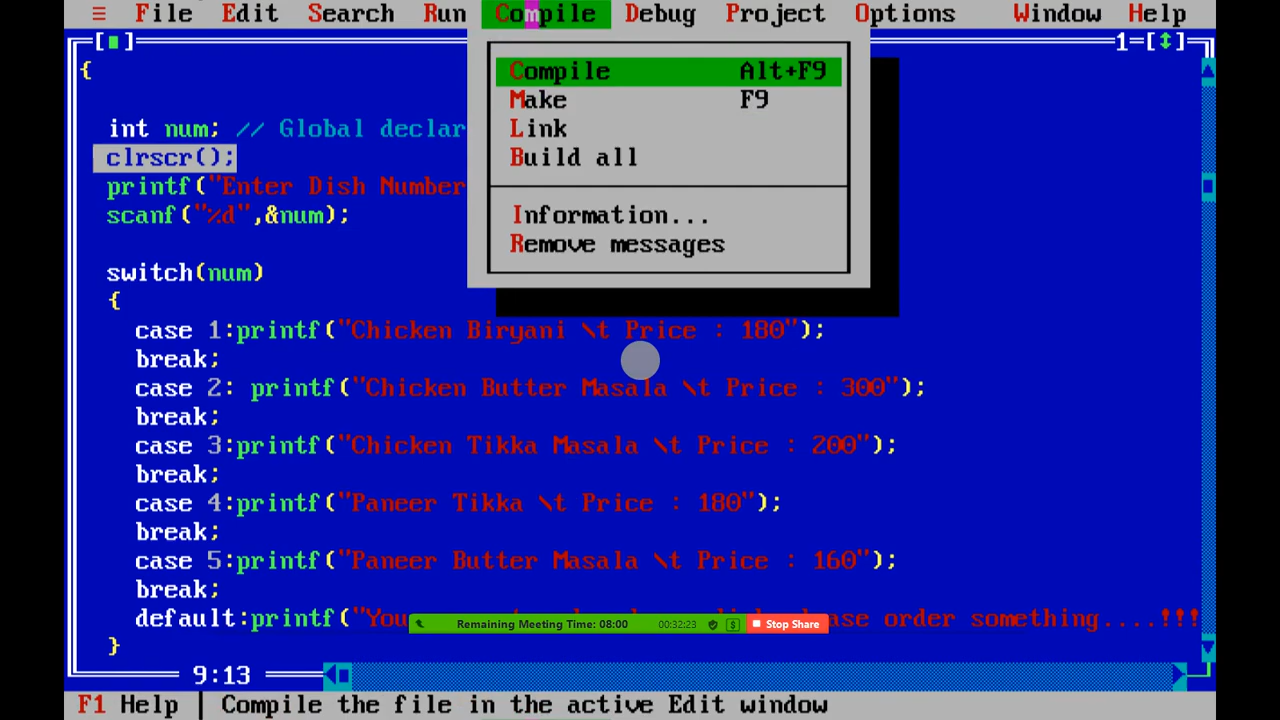 ≡ File Edit Search Run Compile Debug Project Options Window Help
[■] 1=[↕]
{
Compile Alt+F9
Make F9
Link
Build all
Information...
Remove messages
int num; // Global declar
clrscr();
printf("Enter Dish Number
scanf("%d",&num);
switch(num)
{
case 1:printf("Chicken Biryani \t Price : 180");
break;
case 2: printf("Chicken Butter Masala \t Price : 300");
break;
case 3:printf("Chicken Tikka Masala \t Price : 200");
break;
case 4:printf("Paneer Tikka \t Price : 180");
break;
case 5:printf("Paneer Butter Masala \t Price : 160");
break;
default:printf("You order something....!!!
Remaining Meeting Time: 08:00 00:32:23 $ Stop Share
}
9:13
F1 Help │ Compile the file in the active Edit window